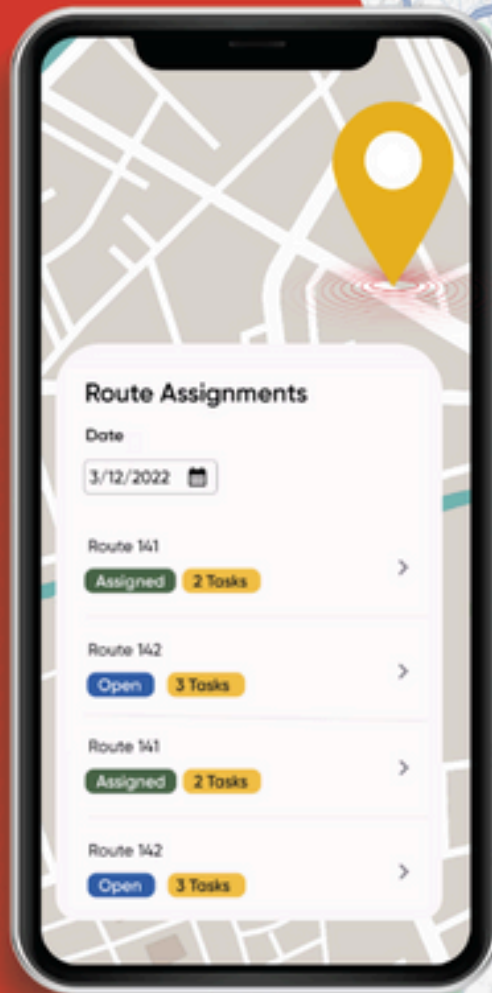 Route Assignments
Date
3/12/2022
Route 141
Assigned 2 Tasks
Route 142
Open 3 Tasks
Route 141
Assigned 2 Tasks
Route 142
Open 3 Tasks